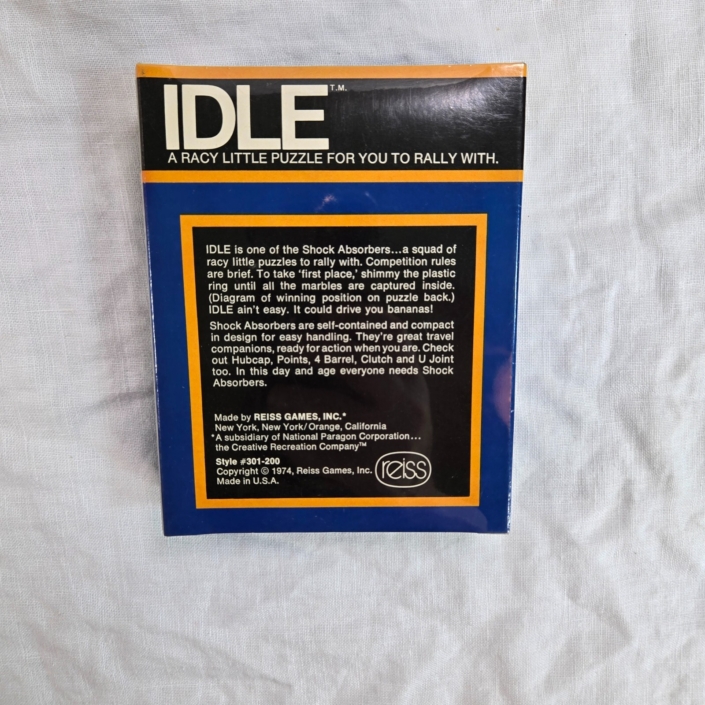 IDLE T.M.
A RACY LITTLE PUZZLE FOR YOU TO RALLY WITH.
IDLE is one of the Shock Absorbers...a squad of
racy little puzzles to rally with. Competition rules
are brief. To take 'first place,' shimmy the plastic
ring until all the marbles are captured inside.
(Diagram of winning position on puzzle back.)
IDLE ain't easy. It could drive you bananas!
Shock Absorbers are self-contained and compact
in design for easy handling. They're great travel
companions, ready for action when you are. Check
out Hubcap, Points, 4 Barrel, Clutch and U Joint
too. In this day and age everyone needs Shock
Absorbers.
Made by REISS GAMES, INC.*
New York, New York/Orange, California
*A subsidiary of National Paragon Corporation...
the Creative Recreation Company™
Style #301-200
Copyright © 1974, Reiss Games, Inc.
Made in U.S.A.
reiss